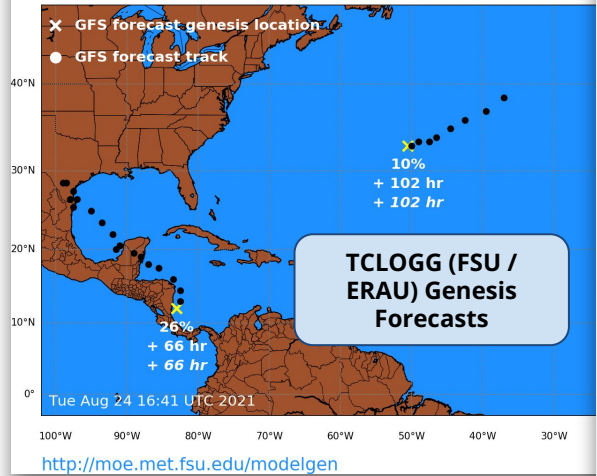 GFS forecast genesis location
GFS forecast track
40°N
30°N
20°N
10°N
0°
10%
+ 102 hr
+ 102 hr
TCLOGG (FSU /
ERAU) Genesis
Forecasts
26%
+ 66 hr
+ 66 hr
Tue Aug 24 16:41 UTC 2021
100°W 90°W 80°W 70°W 60°W 50°W 40°W 30°W
http://moe.met.fsu.edu/modelgen